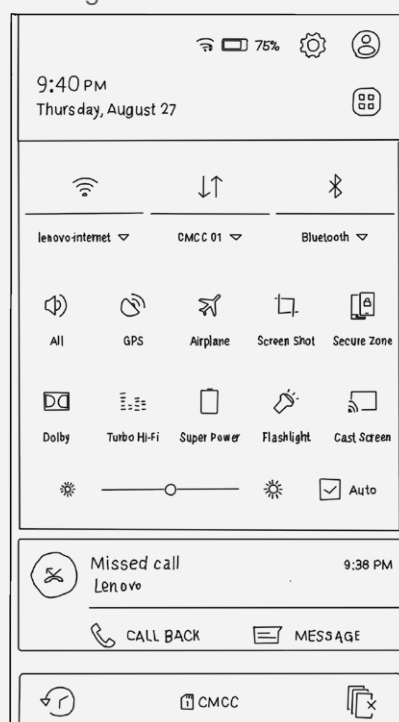 75%
9:40 PM
Thursday, August 27
lenovo-internet CMCC 01 Bluetooth
All GPS Airplane Screen Shot Secure Zone
Dolby Turbo Hi-Fi Super Power Flashlight Cast Screen
Auto
Missed call 9:38 PM
Lenovo
CALL BACK MESSAGE
CMCC